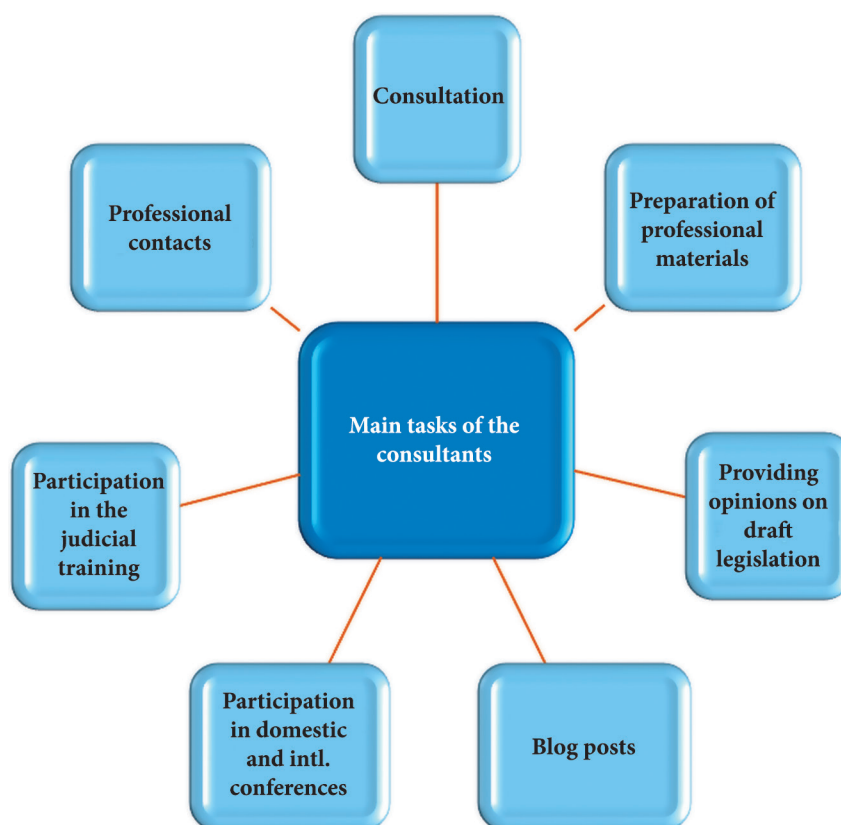 Consultation
Professional
contacts
Preparation of
professional
materials
Main tasks of the
consultants
Participation
in the
judicial
training
Providing
opinions on
draft
legislation
Participation
in domestic
and intl.
conferences
Blog posts